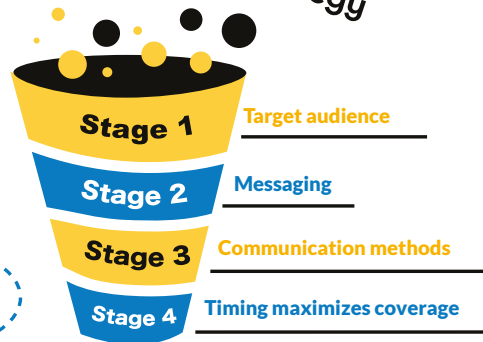 Stage 1
Target audience
Stage 2
Messaging
Stage 3
Communication methods
Stage 4
Timing maximizes coverage